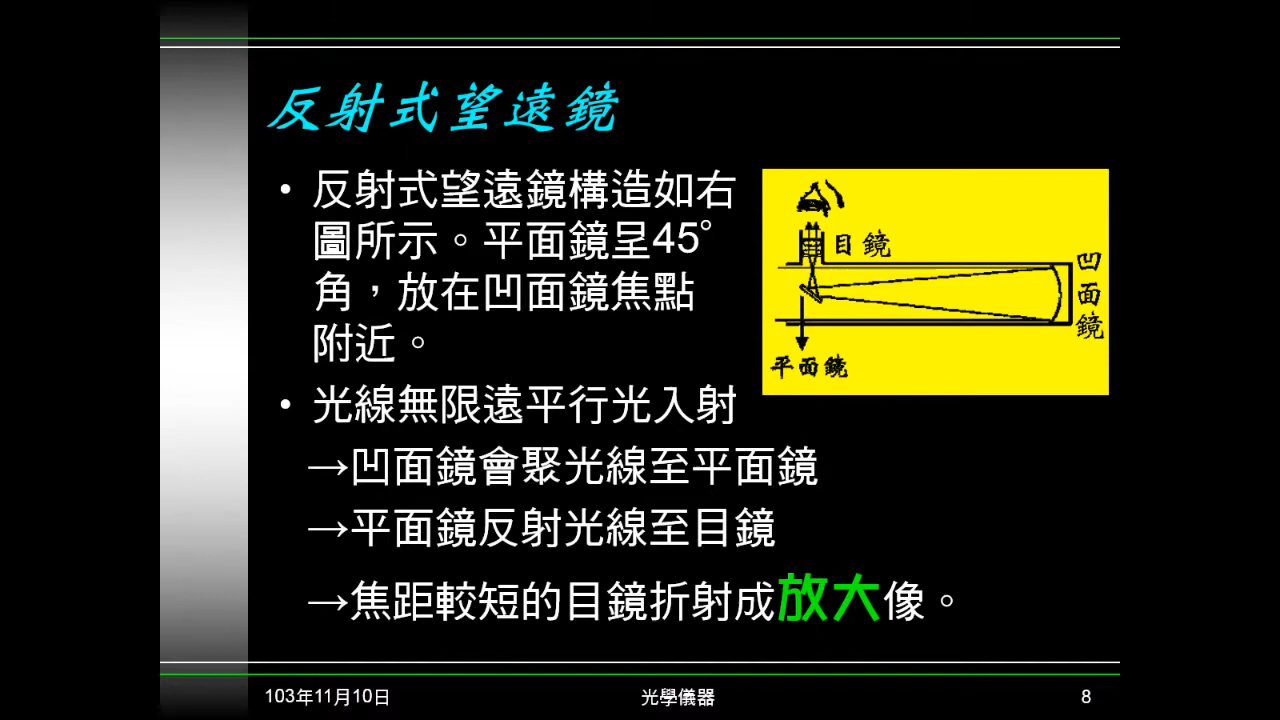 反射式望遠鏡
• 反射式望遠鏡構造如右
圖所示。平面鏡呈45°
角，放在凹面鏡焦點
附近。
目鏡
凹面鏡
平面鏡
• 光線無限遠平行光入射
→凹面鏡會聚光線至平面鏡
→平面鏡反射光線至目鏡
→焦距較短的目鏡折射成放大像。
103年11月10日
光學儀器
8